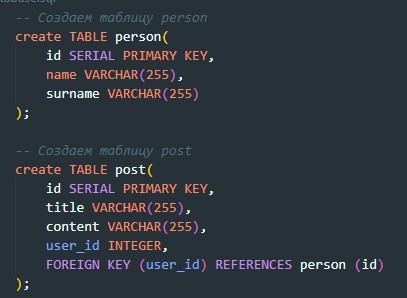 -- Создаем таблицу person
create TABLE person(
    id SERIAL PRIMARY KEY,
    name VARCHAR(255),
    surname VARCHAR(255)
);

-- Создаем таблицу post
create TABLE post(
    id SERIAL PRIMARY KEY,
    title VARCHAR(255),
    content VARCHAR(255),
    user_id INTEGER,
    FOREIGN KEY (user_id) REFERENCES person (id)
);